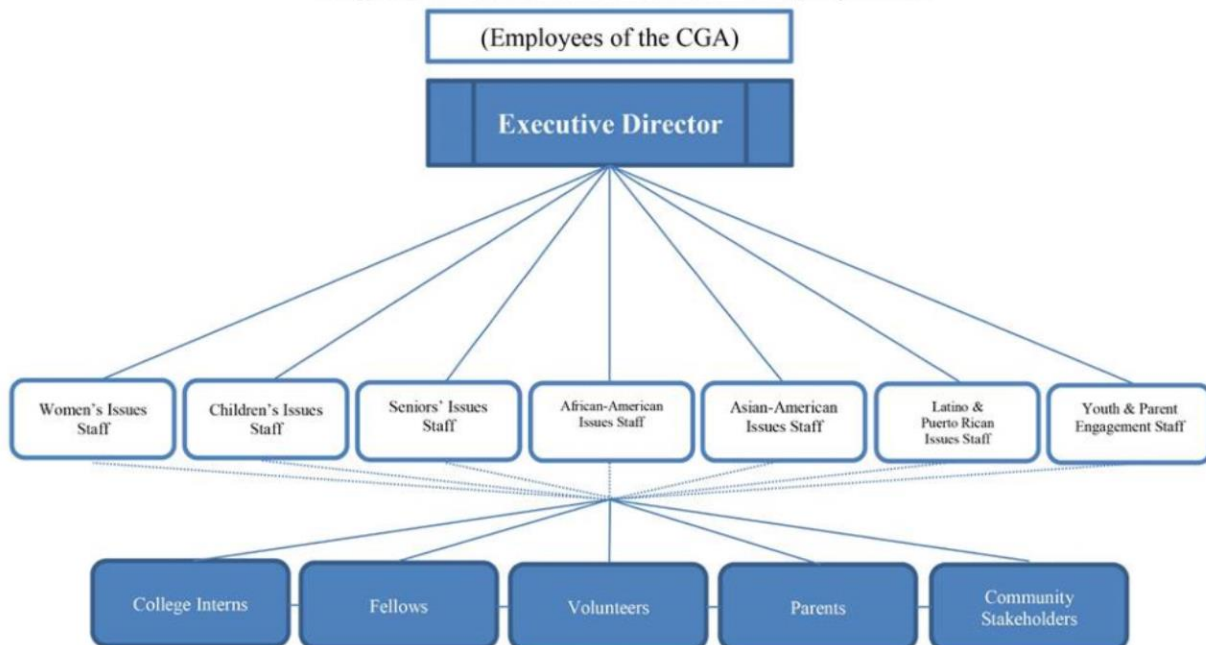 (Employees of the CGA)
Executive Director
Women's Issues
Staff
Children's Issues
Staff
Seniors' Issues
Staff
African-American
Issues Staff
Asian-American
Issues Staff
Latino &
Puerto Rican
Issues Staff
Youth & Parent
Engagement Staff
College Interns
Fellows
Volunteers
Parents
Community
Stakeholders